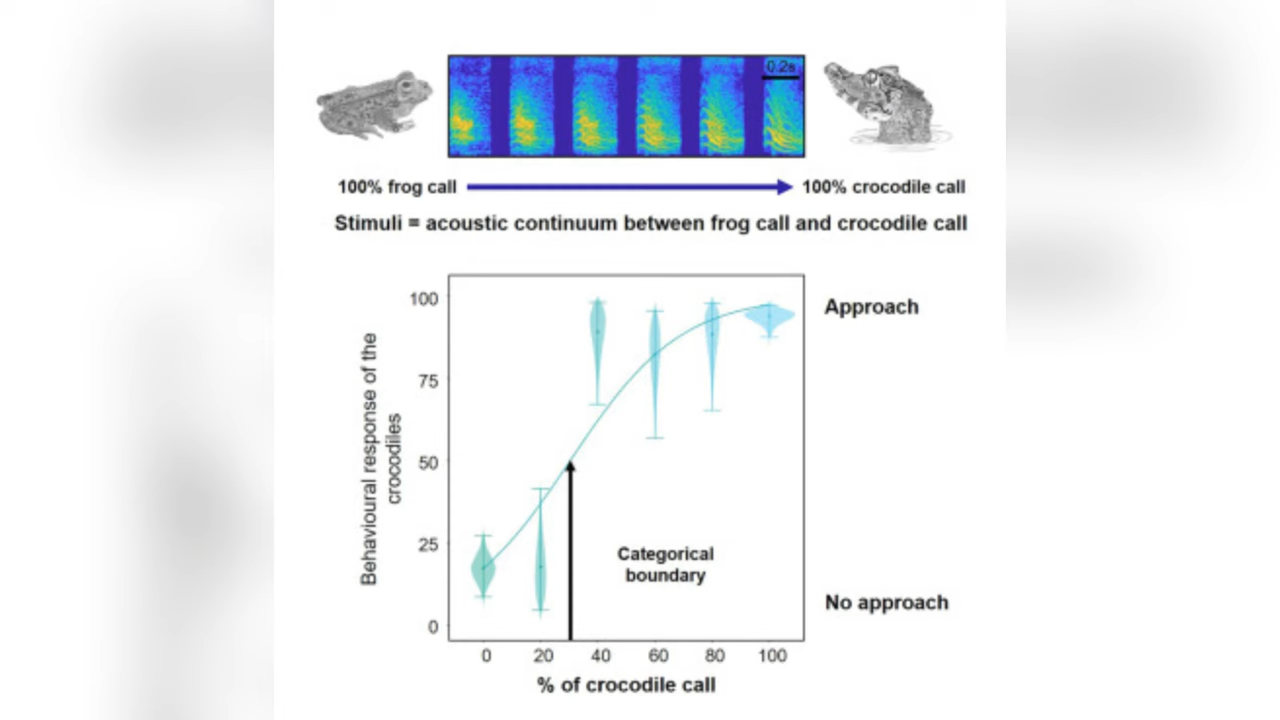 0.2s
100% frog call
100% crocodile call
Stimuli = acoustic continuum between frog call and crocodile call
Behavioural response of the
crocodiles
100
75
50
25
0
Approach
Categorical
boundary
No approach
0 20 40 60 80 100
% of crocodile call